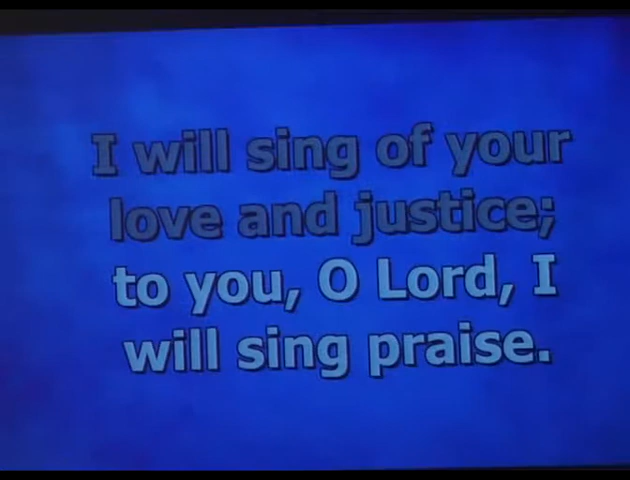 I will sing of your
love and justice;
to you, O Lord, I
will sing praise.